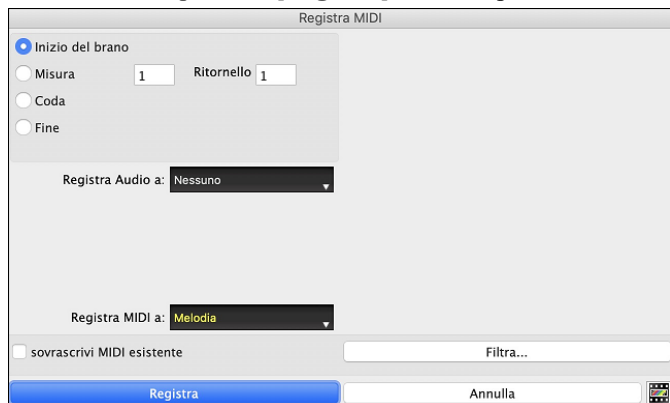 Registra MIDI
Inizio del brano
Misura 1 Ritornello 1
Coda
Fine
Registra Audio a: Nessuno
Registra MIDI a: Melodia
sovrascrivi MIDI esistente Filtra...
Registra Annulla